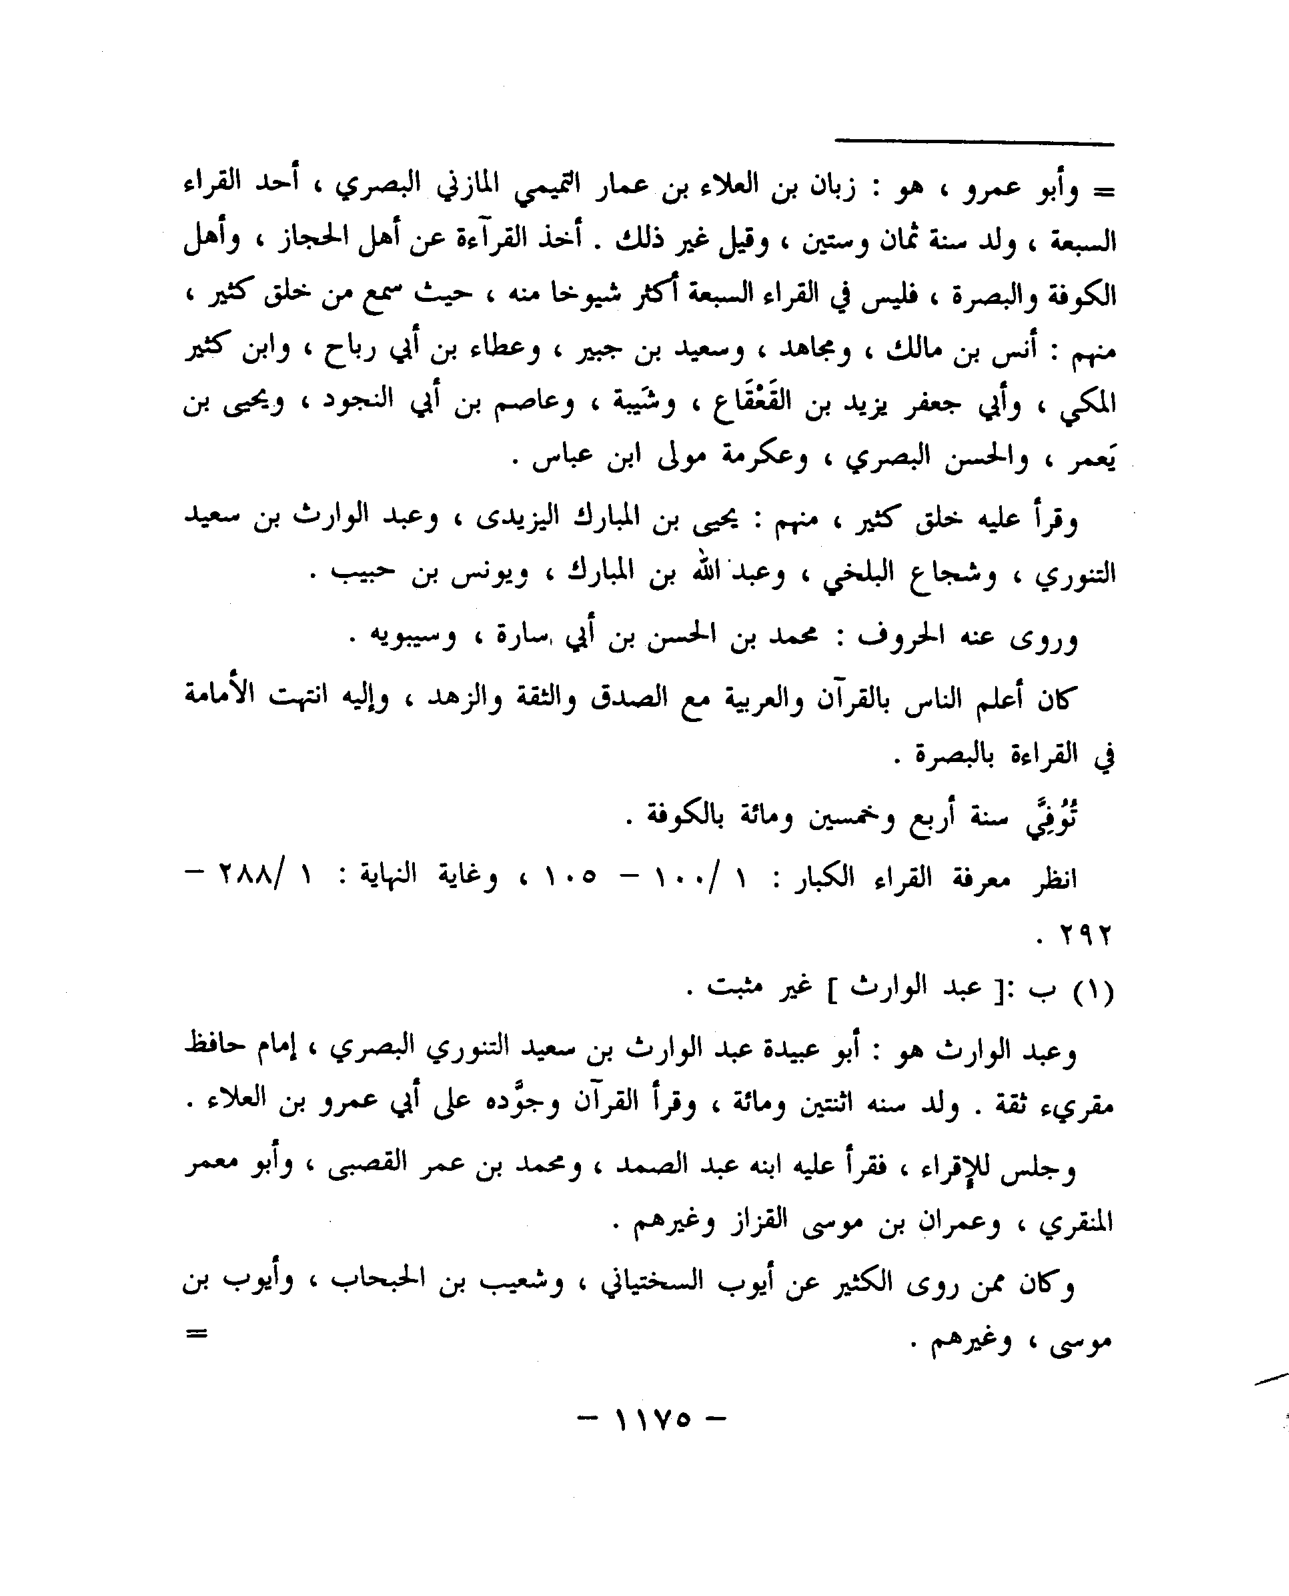 = وأبو عمرو ، هو : زبان بن العلاء بن عمار التميمي المازني البصري ، أحد القراء
السبعة ، ولد سنة ثمان وستين ، وقيل غير ذلك . أخذ القرآءة عن أهل الحجاز ، وأهل
الكوفة والبصرة ، فليس في القراء السبعة أكثر شيوخا منه ، حيث سمع من خلق كثير ،
منهم : أنس بن مالك ، ومجاهد ، وسعيد بن جبير ، وعطاء بن أبي رباح ، وابن كثير
المكي ، وأبي جعفر يزيد بن القَعْقَاع ، وشَيبة ، وعاصم بن أبي النجود ، ويحيى بن
يَعمر ، والحسن البصري ، وعكرمة مولى ابن عباس .
وقرأ عليه خلق كثير ، منهم : يحيى بن المبارك اليزيدى ، وعبد الوارث بن سعيد
التنوري ، وشجاع البلخي ، وعبد الله بن المبارك ، ويونس بن حبيب .
وروى عنه الحروف : محمد بن الحسن بن أبي سارة ، وسيبويه .
كان أعلم الناس بالقرآن والعربية مع الصدق والثقة والزهد ، وإليه انتهت الأمامة
في القراءة بالبصرة .
تُوُفِيَّ سنة أربع وخمسين ومائة بالكوفة .
انظر معرفة القراء الكبار : ١ /١٠٠ – ١٠٥ ، وغاية النهاية : ١ /٢٨٨ –
٢٩٢ .
(١) ب :[ عبد الوارث ] غير مثبت .
وعبد الوارث هو : أبو عبيدة عبد الوارث بن سعيد التنوري البصري ، إمام حافظ
مقريء ثقة . ولد سنه اثنتين ومائة ، وقرأ القرآن وجوَّده على أبي عمرو بن العلاء .
وجلس للإقراء ، فقرأ عليه ابنه عبد الصمد ، ومحمد بن عمر القصبى ، وأبو معمر
المنقري ، وعمران بن موسى القزاز وغيرهم .
وكان ممن روى الكثير عن أيوب السختياني ، وشعيب بن الحبحاب ، وأيوب بن
موسى ، وغيرهم . =
– ١١٧٥ –